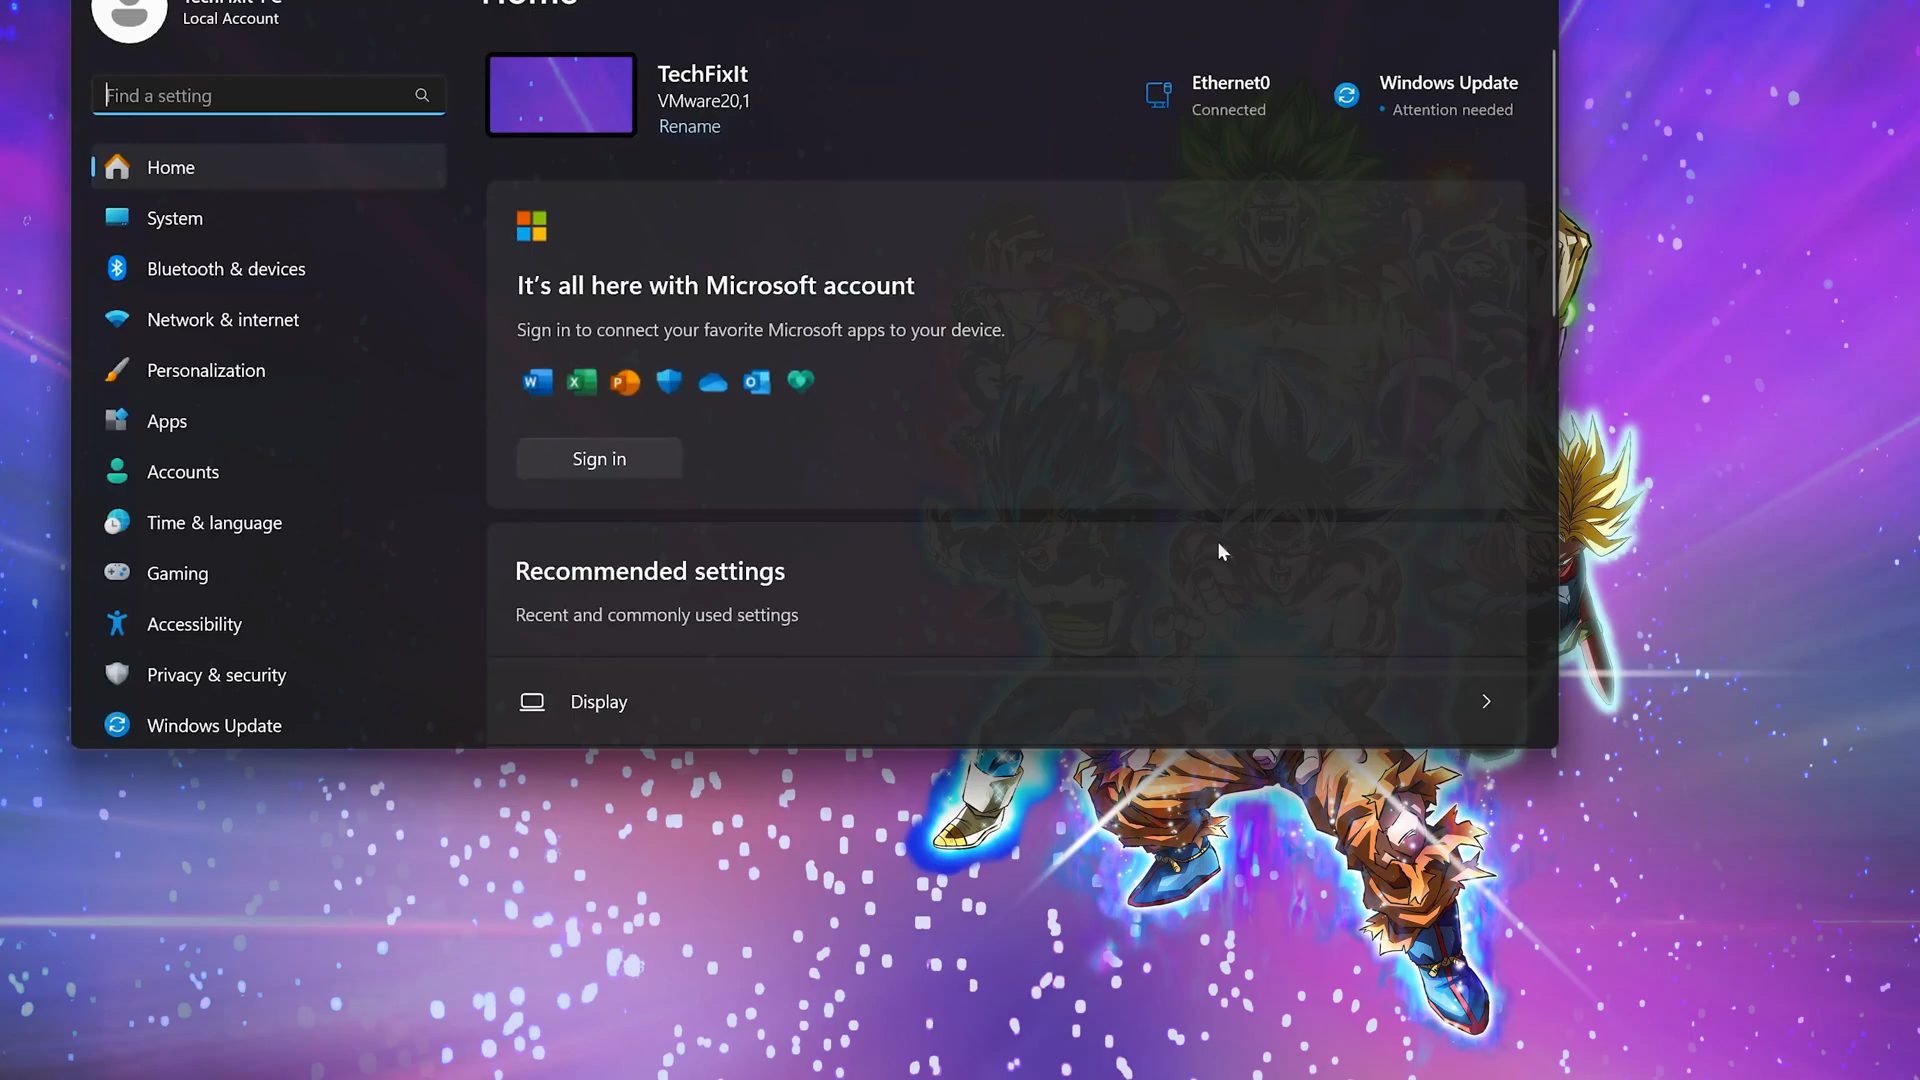 Local Account
Find a setting
Home
System
Bluetooth & devices
Network & internet
Personalization
Apps
Accounts
Time & language
Gaming
Accessibility
Privacy & security
Windows Update
TechFixIt
VMware20,1
Rename
Ethernet0
Connected
Windows Update
• Attention needed
It's all here with Microsoft account
Sign in to connect your favorite Microsoft apps to your device.
Sign in
Recommended settings
Recent and commonly used settings
Display